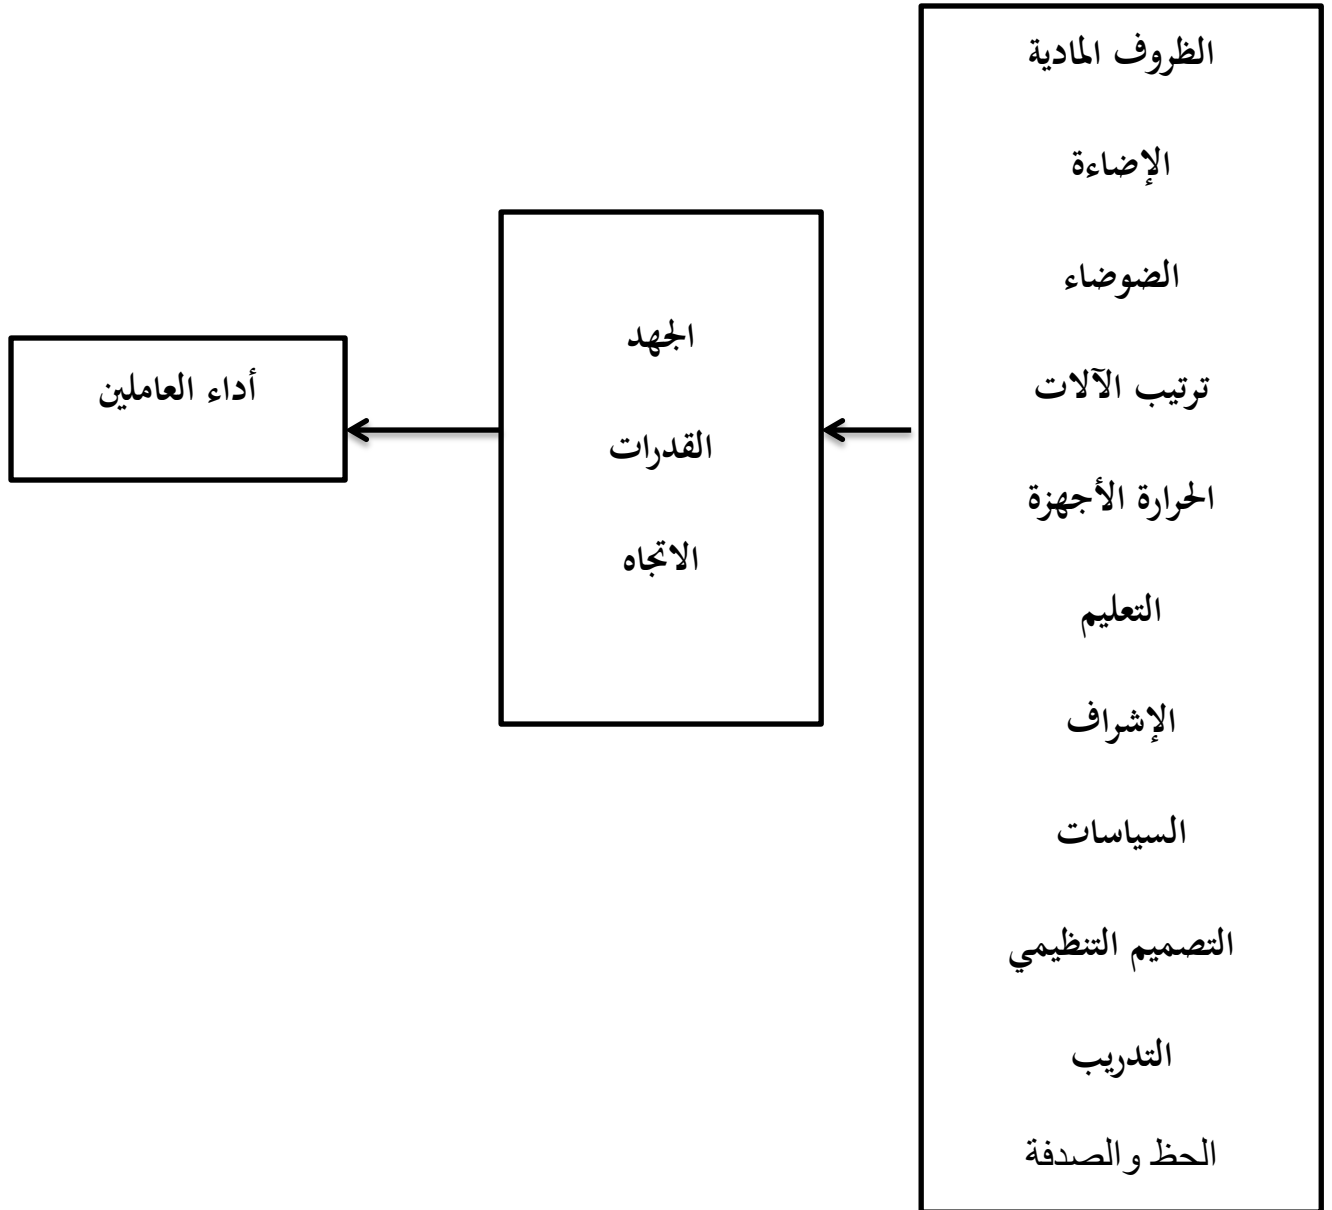 الظروف المادية
الإضاءة
الضوضاء
ترتيب الآلات
الحرارة الأجهزة
التعليم
الإشراف
السياسات
التصميم التنظيمي
التدريب
الحظ والصدفة
الجهد
القدرات
الاتجاه
أداء العاملين